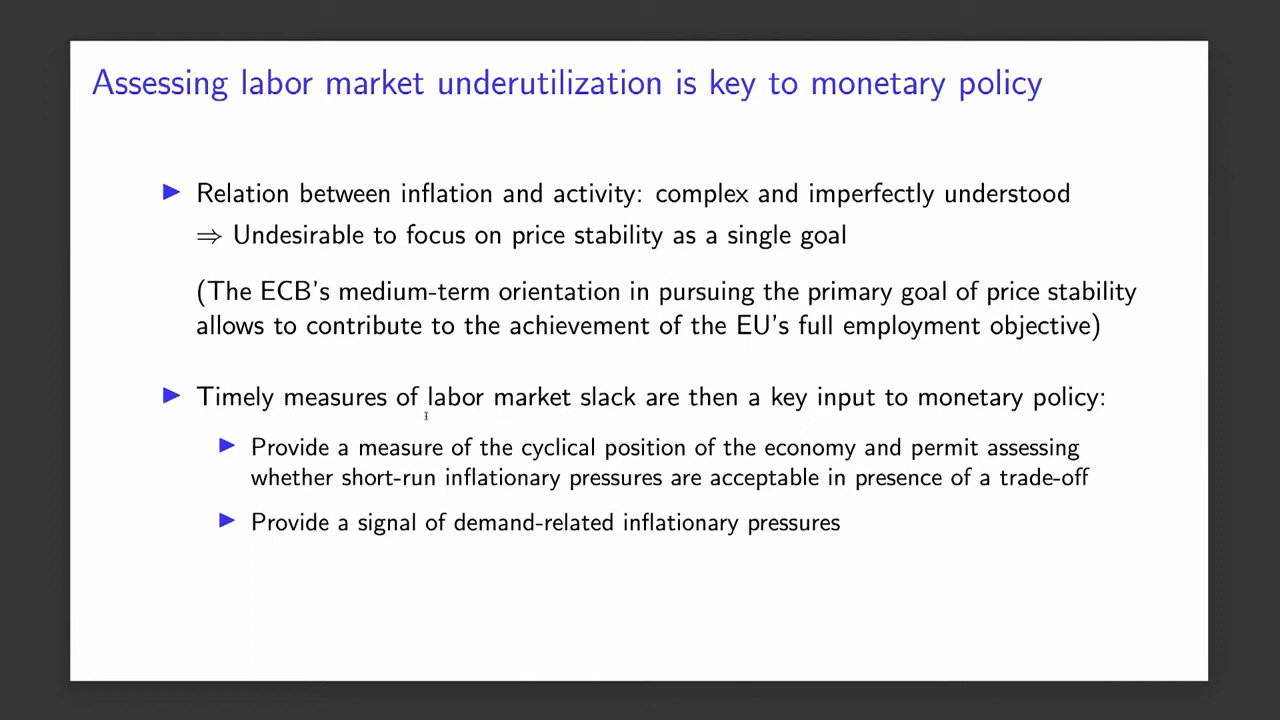 Assessing labor market underutilization is key to monetary policy
▶ Relation between inflation and activity: complex and imperfectly understood
⇒ Undesirable to focus on price stability as a single goal
(The ECB's medium-term orientation in pursuing the primary goal of price stability
allows to contribute to the achievement of the EU's full employment objective)
▶ Timely measures of labor market slack are then a key input to monetary policy:
▶ Provide a measure of the cyclical position of the economy and permit assessing
whether short-run inflationary pressures are acceptable in presence of a trade-off
▶ Provide a signal of demand-related inflationary pressures